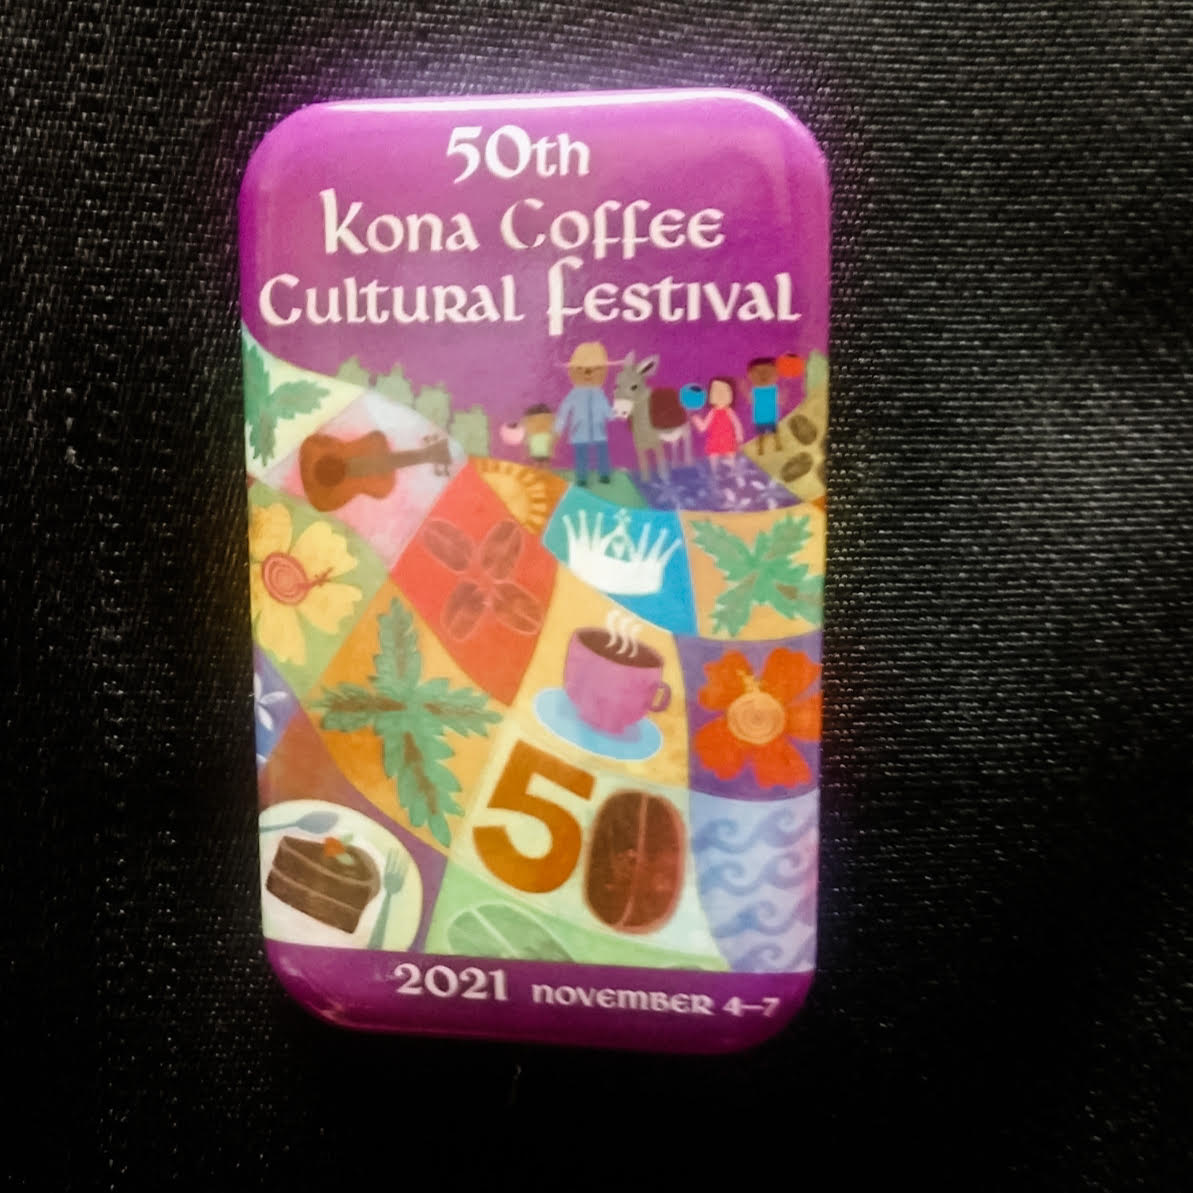 50th
Kona Coffee
Cultural Festival
50
2021 November 4–7